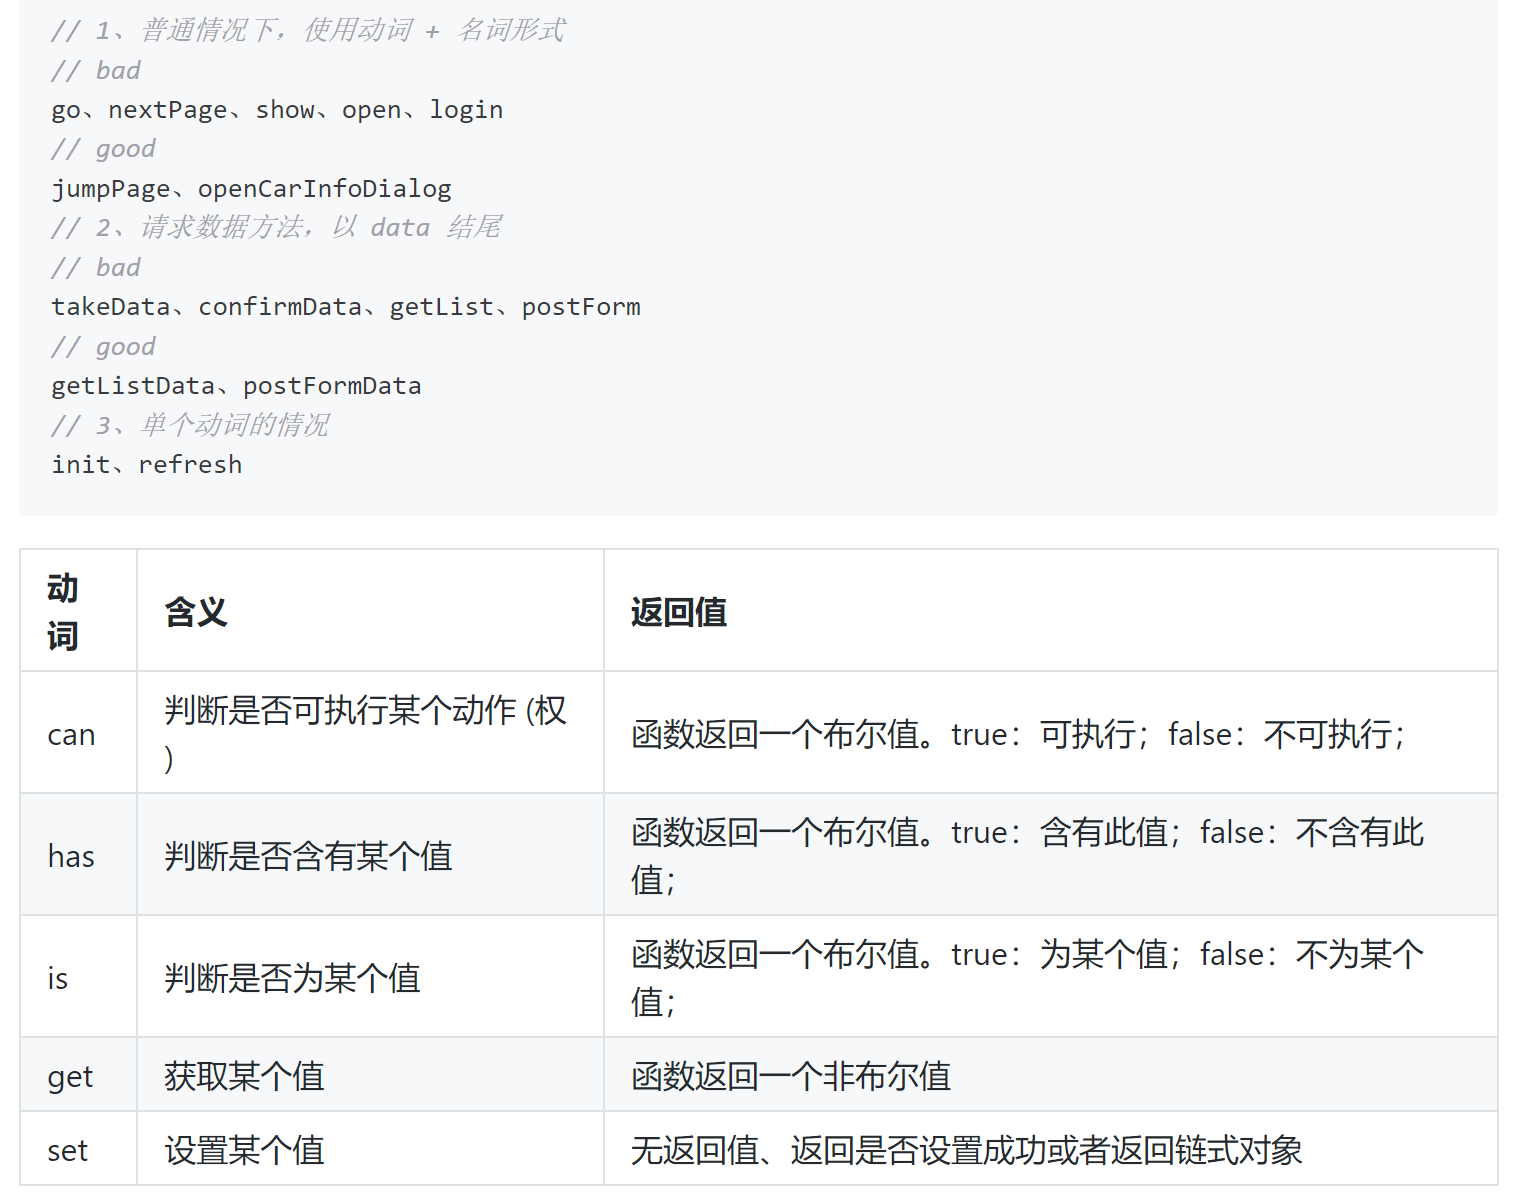 // 1、普通情况下，使用动词 + 名词形式
// bad
go、nextPage、show、open、login
// good
jumpPage、openCarInfoDialog
// 2、请求数据方法，以 data 结尾
// bad
takeData、confirmData、getList、postForm
// good
getListData、postFormData
// 3、单个动词的情况
init、refresh
动
词
含义
返回值
can
判断是否可执行某个动作 (权
)
函数返回一个布尔值。true：可执行；false：不可执行；
has
判断是否含有某个值
函数返回一个布尔值。true：含有此值；false：不含有此
值；
is
判断是否为某个值
函数返回一个布尔值。true：为某个值；false：不为某个
值；
get
获取某个值
函数返回一个非布尔值
set
设置某个值
无返回值、返回是否设置成功或者返回链式对象